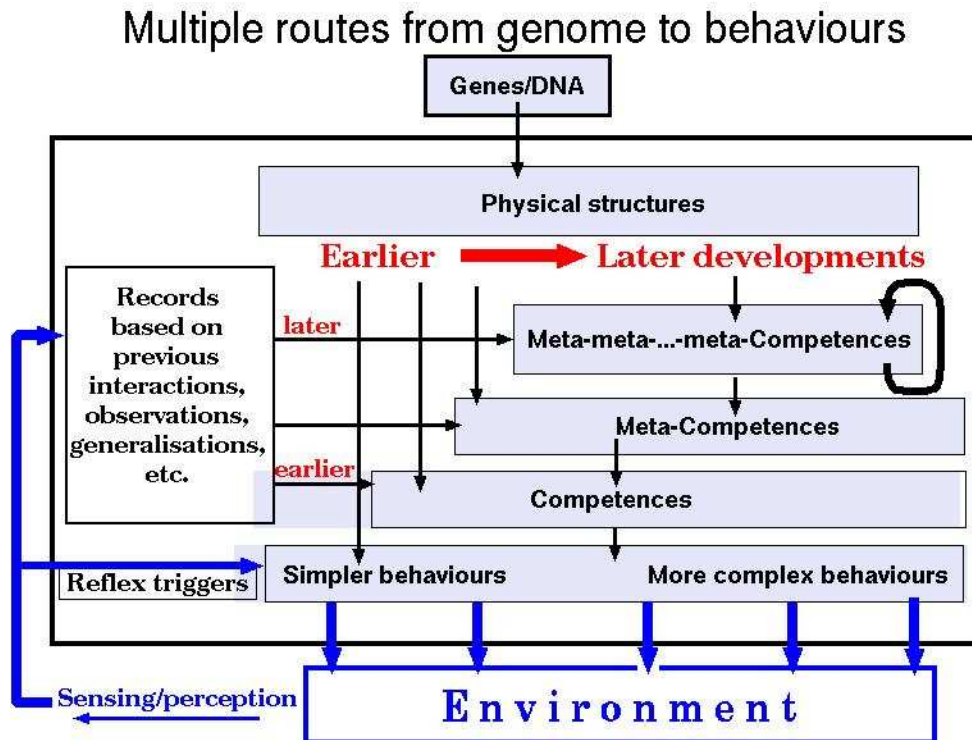 Multiple routes from genome to behaviours
Genes/DNA
Physical structures
Earlier
Later developments
Records
based on
previous
interactions,
observations,
generalisations,
etc.
later
Meta-meta-...-meta-Competences
Meta-Competences
earlier
Competences
Reflex triggers
Simpler behaviours
More complex behaviours
Sensing/perception
Environment